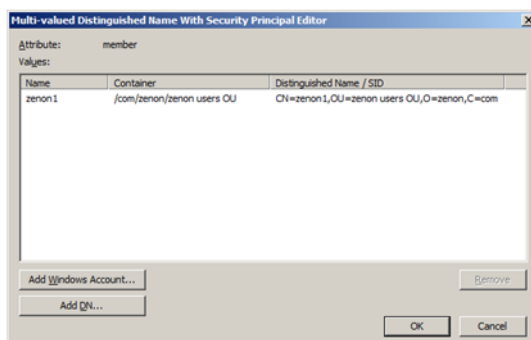 Multi-valued Distinguished Name With Security Principal Editor
Attribute: member
Values:
Name Container Distinguished Name / SID
zenon1 /com/zenon/zenon users OU CN=zenon1,OU=zenon users OU,O=zenon,C=com
Add Windows Account... Remove
Add DN...
OK Cancel